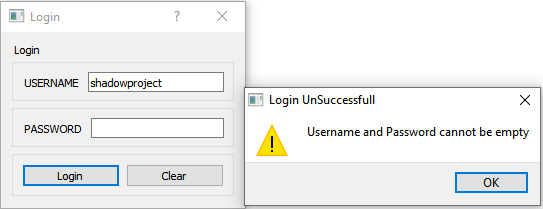 Login
Login
USERNAME shadowproject
PASSWORD
Login Clear
Login UnSuccessfull
Username and Password cannot be empty
OK